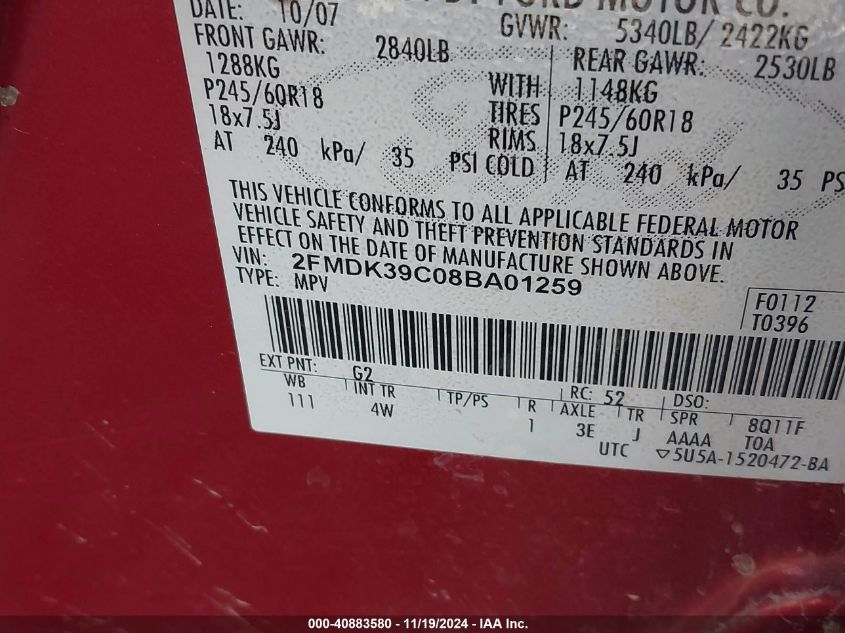 FORD MOTOR CO.
DATE: 10/07 GVWR: 5340LB/ 2422KG
FRONT GAWR: 2840LB REAR GAWR: 2530LB
1288KG WITH 1148KG
P245/60R18 TIRES P245/60R18
18x7.5J RIMS 18x7.5J
AT 240 kPa/ 35 PSI COLD AT 240 kPa/ 35 PS
THIS VEHICLE CONFORMS TO ALL APPLICABLE FEDERAL MOTOR
VEHICLE SAFETY AND THEFT PREVENTION STANDARDS IN
EFFECT ON THE DATE OF MANUFACTURE SHOWN ABOVE.
VIN: 2FMDK39C08BA01259
TYPE: MPV
F0112
T0396
EXT PNT: G2 RC: 52 DSO:
WB INT TR TP/PS R AXLE TR SPR 8Q11F
111 4W 1 3E J AAAA TOA
UTC ▽5U5A-1520472-BA
000-40883580 - 11/19/2024 - IAA Inc.